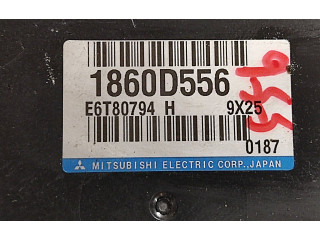 1860D556
E6T80794 H 9X25
0187
MITSUBISHI ELECTRIC CORP., JAPAN